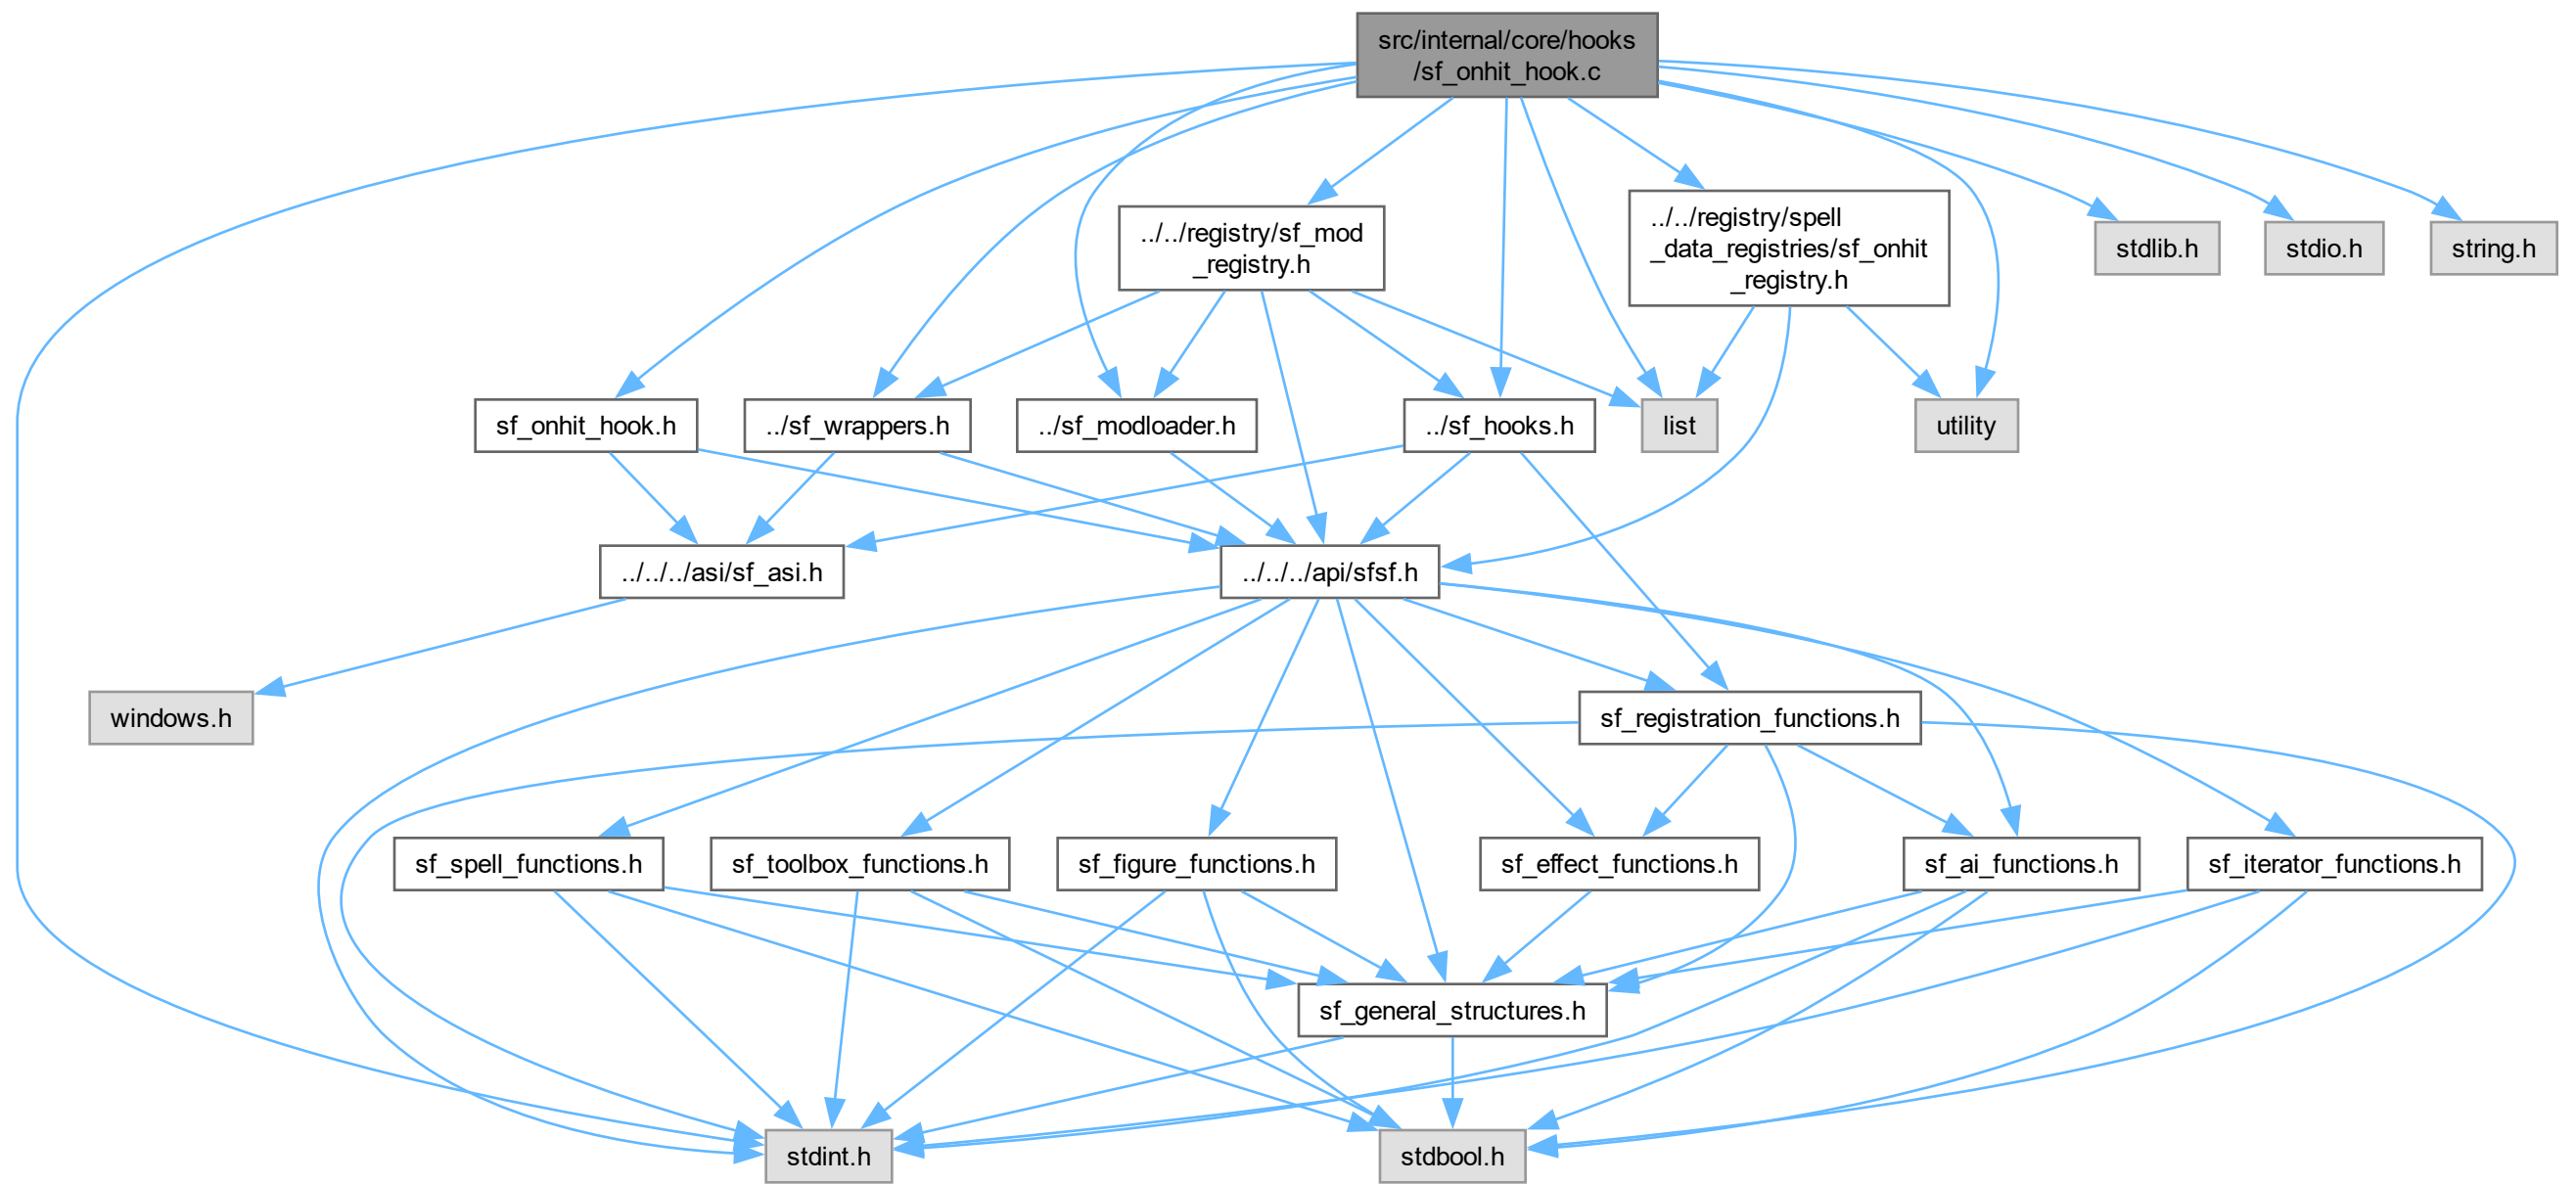 src/internal/core/hooks
/sf_onhit_hook.c
../../registry/sf_mod
_registry.h
../../registry/spell
_data_registries/sf_onhit
_registry.h
stdlib.h
stdio.h
string.h
sf_onhit_hook.h
../sf_wrappers.h
../sf_modloader.h
../sf_hooks.h
list
utility
../../../asi/sf_asi.h
../../../api/sfsf.h
windows.h
sf_registration_functions.h
sf_spell_functions.h
sf_toolbox_functions.h
sf_figure_functions.h
sf_effect_functions.h
sf_ai_functions.h
sf_iterator_functions.h
sf_general_structures.h
stdint.h
stdbool.h